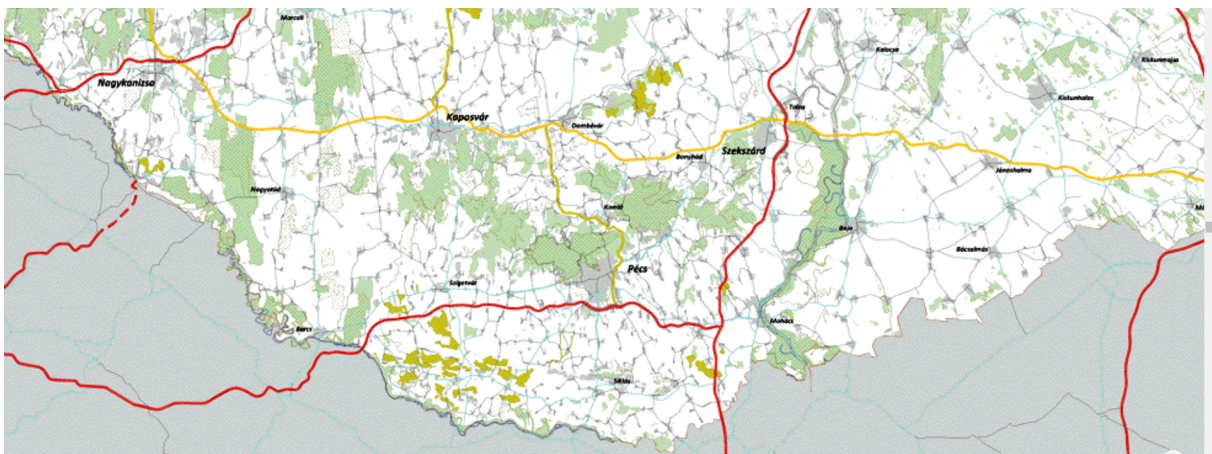 Marcali
Kalocsa
Kiskunmajsa
Nagykanizsa
Kiskunhalas
Tolna
Kaposvár
Dombóvár
Szekszárd
Bonyhád
Jánoshalma
Nagyatád
Komló
Baja
Bácsalmás
Pécs
Szigetvár
Mohács
Barcs
Siklós